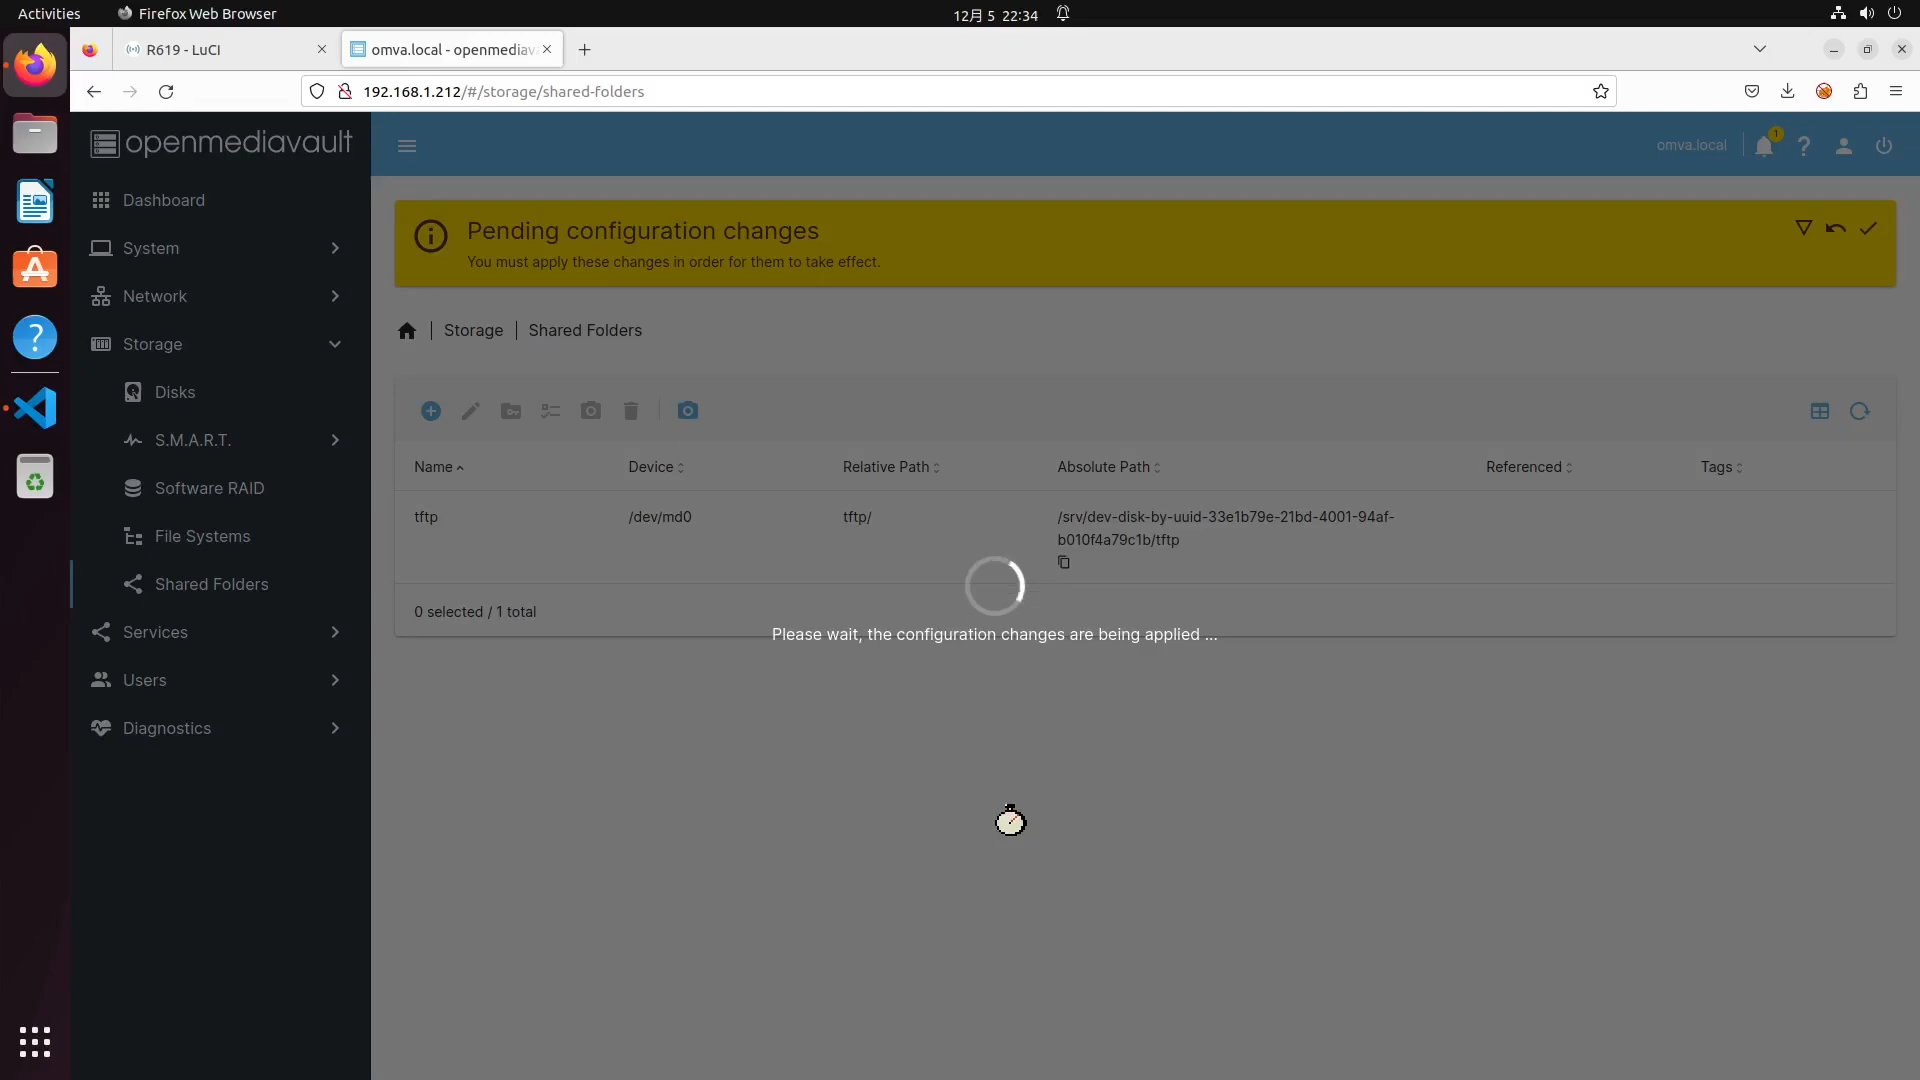 Activities
Firefox Web Browser
12月 5 22:34
R619 - LuCI
omva.local - openmediav
192.168.1.212/#/storage/shared-folders
openmediavault
omva.local
1
Dashboard
System
Network
Storage
Disks
S.M.A.R.T.
Software RAID
File Systems
Shared Folders
Services
Users
Diagnostics
Pending configuration changes
You must apply these changes in order for them to take effect.
Storage
Shared Folders
Name Device Relative Path Absolute Path Referenced Tags
tftp /dev/md0 tftp/ /srv/dev-disk-by-uuid-33e1b79e-21bd-4001-94af-
b010f4a79c1b/tftp
0 selected / 1 total
Please wait, the configuration changes are being applied ...